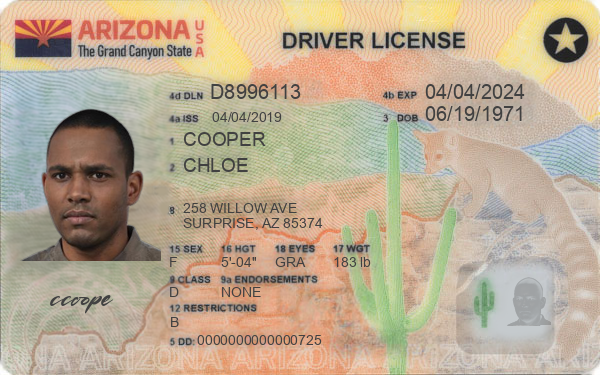 ARIZONA USA
The Grand Canyon State
DRIVER LICENSE
4d DLN D8996113
4b EXP 04/04/2024
4a ISS 04/04/2019
3 DOB 06/19/1971
1 COOPER
2 CHLOE
8 258 WILLOW AVE
SURPRISE, AZ 85374
15 SEX 16 HGT 18 EYES 17 WGT
F 5'-04" GRA 183 lb
9 CLASS 9a ENDORSEMENTS
D NONE
12 RESTRICTIONS
B
ccoope
5 DD: 0000000000000725
ARIZONA ARIZONA ARIZONA ARIZONA